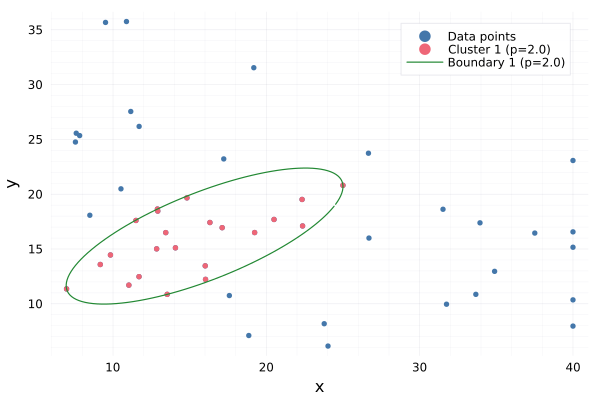 35
30
25
20
15
10
y
Data points
Cluster 1 (p=2.0)
Boundary 1 (p=2.0)
10 20 30 40
x